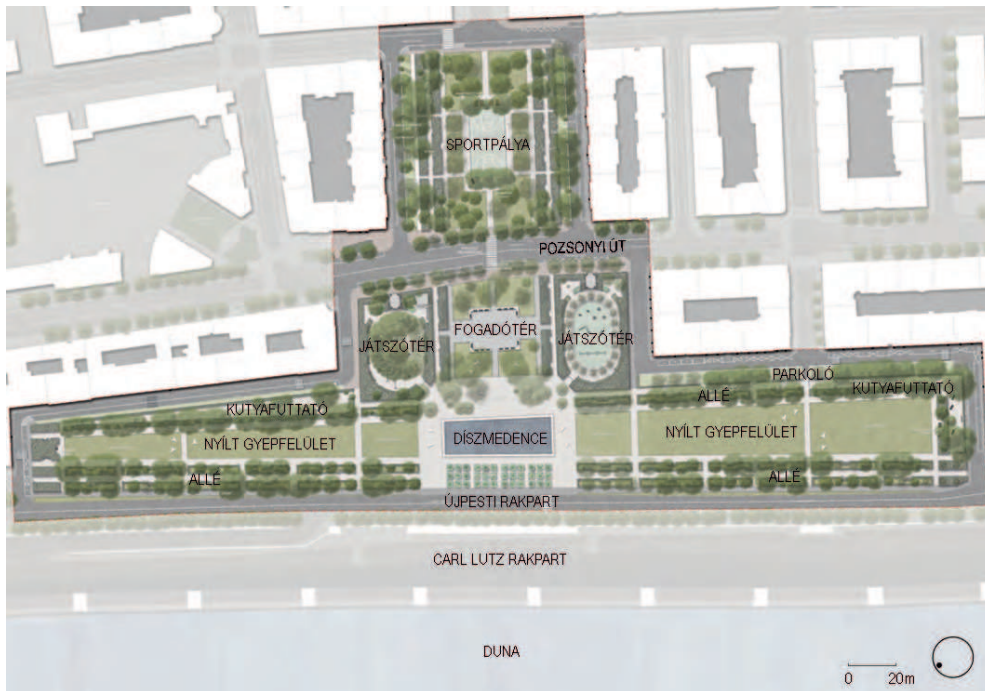 SPORTPÁLYA
POZSONYI ÚT
JÁTSZÓTÉR
FOGADÓTÉR
JÁTSZÓTÉR
PARKOLÓ
KUTYAFUTTATÓ
ALLÉ
KUTYAFUTTATÓ
NYÍLT GYEPFELÜLET
DÍSZMEDENCE
NYÍLT GYEPFELÜLET
ALLÉ
ALLÉ
ÚJPESTI RAKPART
CARL LUTZ RAKPART
DUNA
0 20m